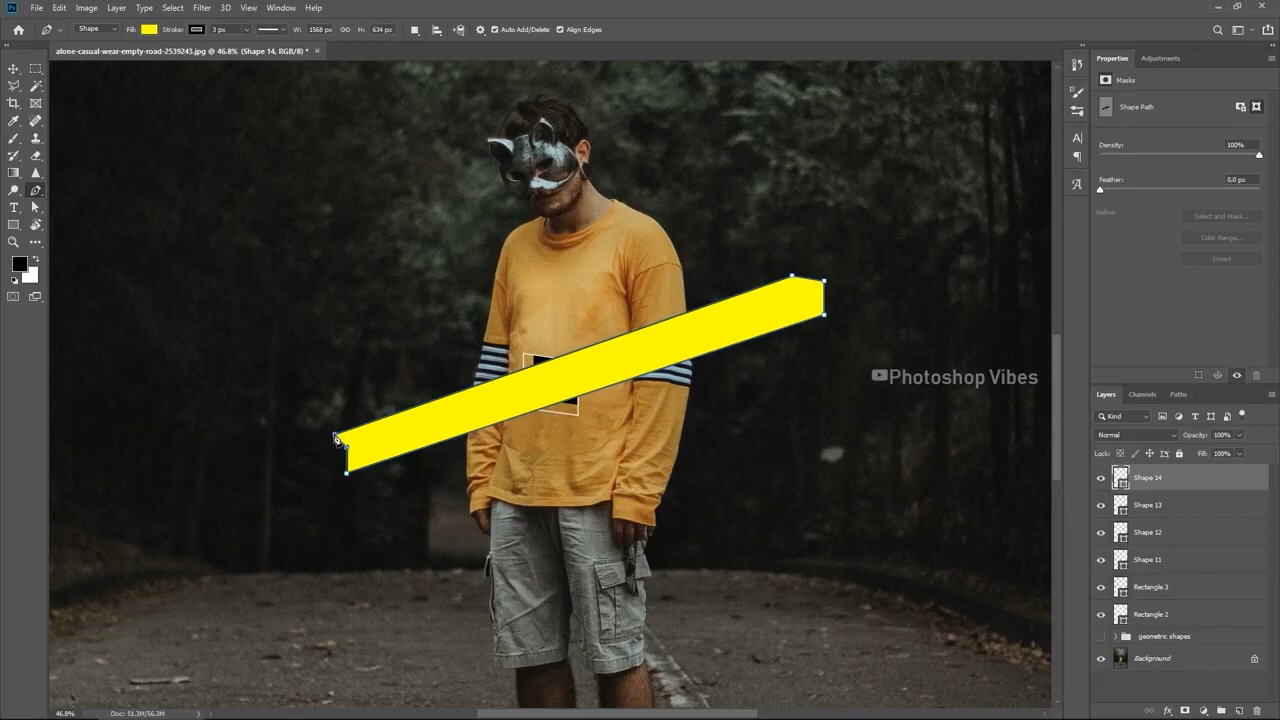 Ps File Edit Image Layer Type Select Filter 3D View Window Help
Shape Fill: Stroke: 3 px W: 1568 px H: 634 px Auto Add/Delete Align Edges
alone-casual-wear-empty-road-2539243.jpg @ 46.8% (Shape 14, RGB/8) *
Properties Adjustments
Masks
Shape Path
Density: 100%
Feather: 0.0 px
Refine: Select and Mask...
Color Range...
Invert
Photoshop Vibes
Layers Channels Paths
Kind
Normal Opacity: 100%
Lock: Fill: 100%
Shape 14
Shape 13
Shape 12
Shape 11
Rectangle 3
Rectangle 2
geometric shapes
Background
46.8% Doc: 51.3M/56.3M